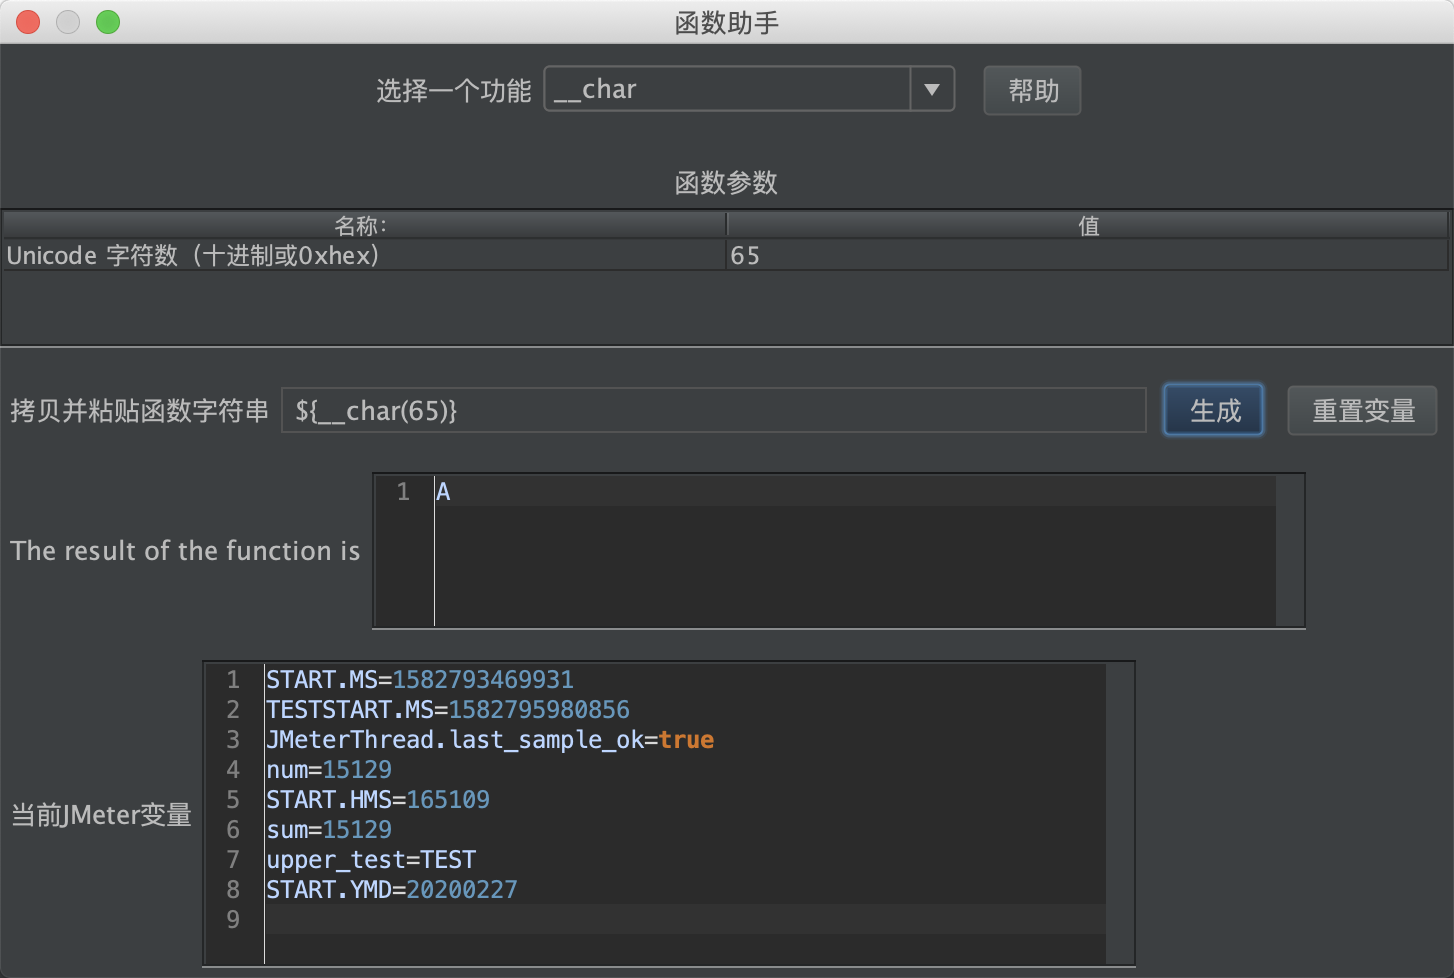 函数助手
选择一个功能 __char 帮助
函数参数
名称: 值
Unicode 字符数（十进制或0xhex） 65
拷贝并粘贴函数字符串 ${__char(65)} 生成 重置变量
1 A
The result of the function is
1 START.MS=1582793469931
2 TESTSTART.MS=1582795980856
3 JMeterThread.last_sample_ok=true
4 num=15129
5 START.HMS=165109
当前JMeter变量
6 sum=15129
7 upper_test=TEST
8 START.YMD=20200227
9